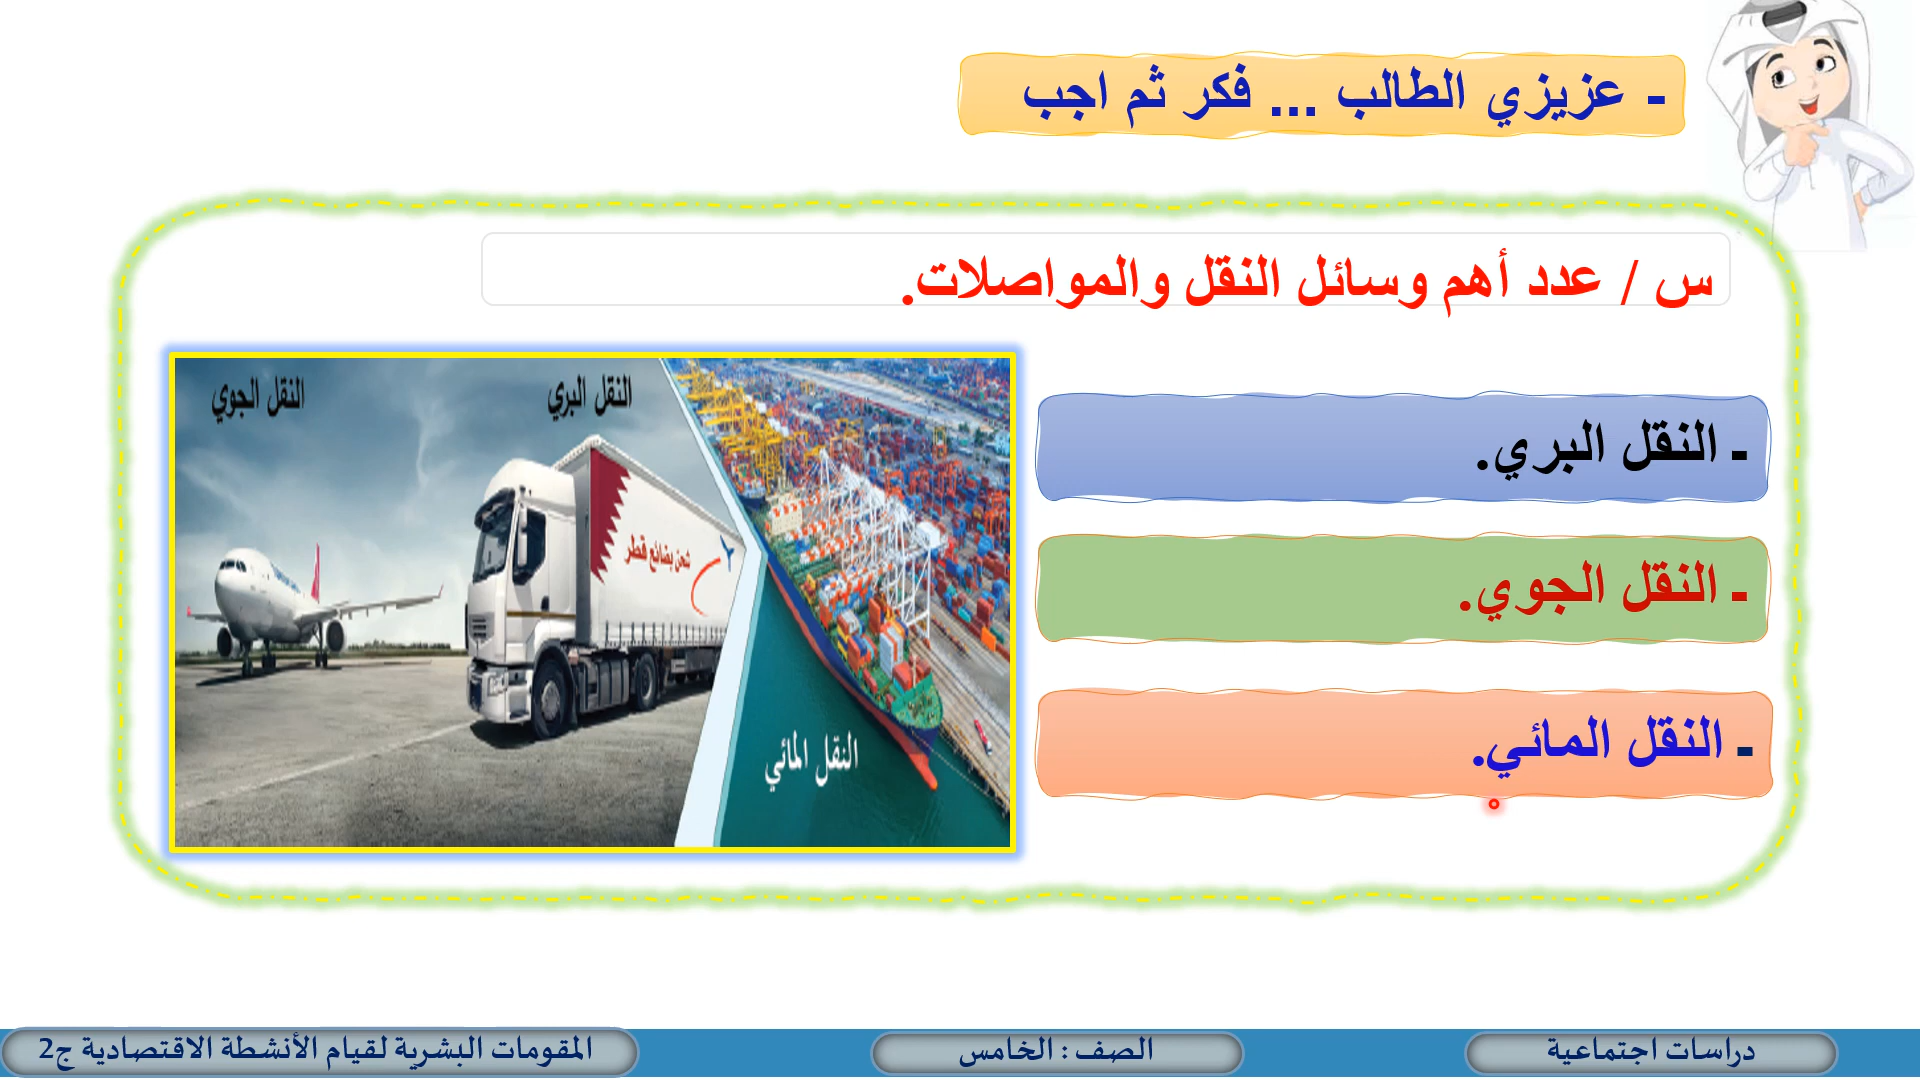 - عزيزي الطالب ... فكر ثم اجب
س / عدد أهم وسائل النقل والمواصلات.
- النقل البري.
- النقل الجوي.
- النقل المائي.
النقل البري
النقل الجوي
شحن بضائع قطر
النقل المائي
دراسات اجتماعية
الصف : الخامس
المقومات البشرية لقيام الأنشطة الاقتصادية ج2